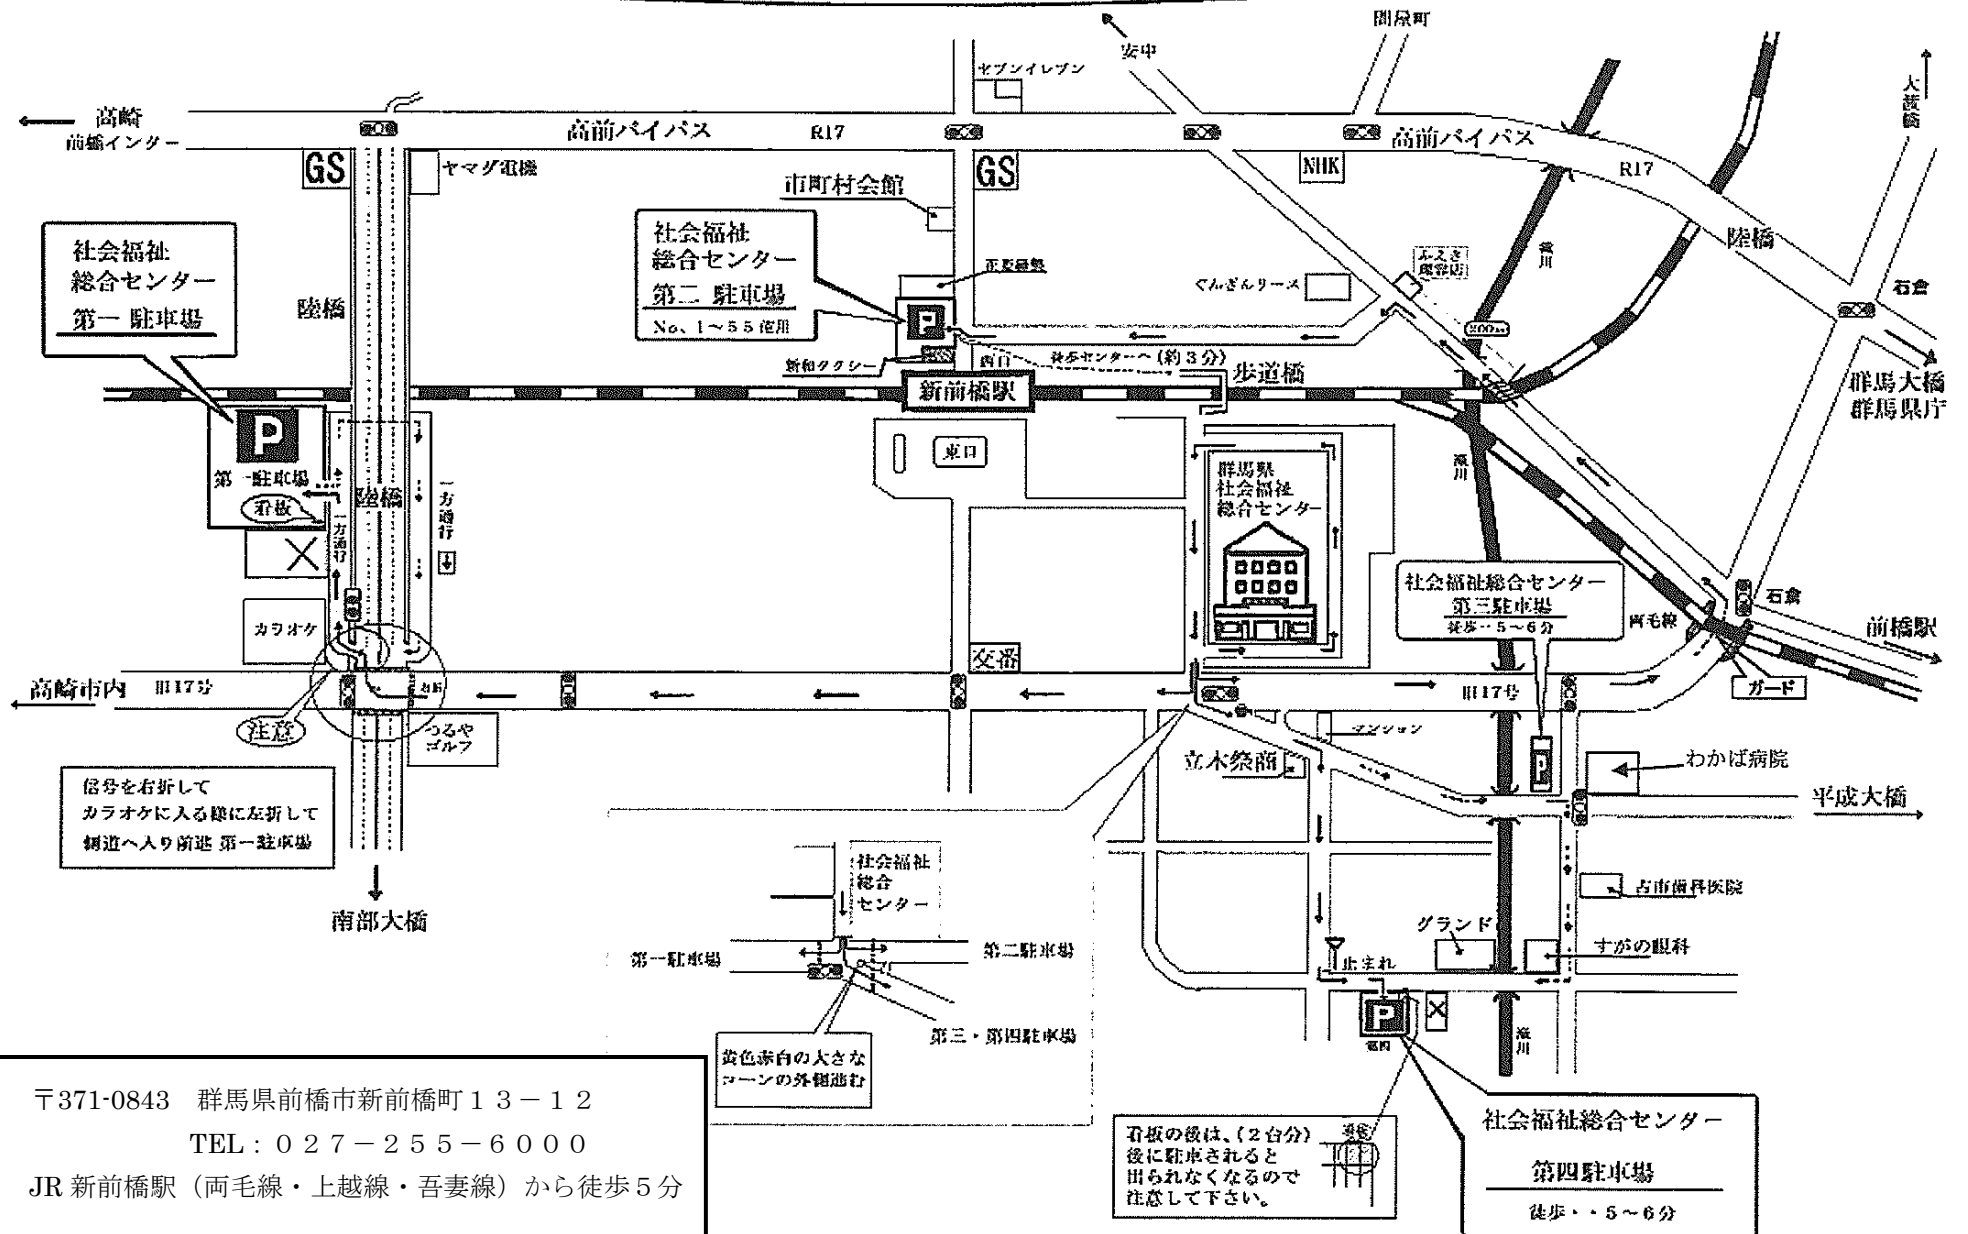 問屋町
安中
セブンイレブン
大渡橋
高崎
前橋インター
高前バイパス
R17
高前バイパス
R17
GS
ヤマダ電機
市町村会館
GS
NHK
陸橋
石倉
群馬大橋
群馬県庁
社会福祉
総合センター
第一駐車場
陸橋
社会福祉
総合センター
第二 駐車場
No、1~55使用
ぐんぎんリース
ふえき
理容店
滝川
200m
新和タクシー
西口
徒歩センターへ(約3分)
歩道橋
新前橋駅
東口
P
P
第一駐車場
看板
陸橋
一方通行
一方通行
カラオケ
群馬県
社会福祉
総合センター
滝川
社会福祉総合センター
第三駐車場
徒歩‥5~6分
両毛線
石倉
前橋駅
ガード
交番
高崎市内
旧17号
旧17号
注意
つるや
ゴルフ
マンション
立木祭商
P
わかば病院
平成大橋
信号を右折して
カラオケに入る様に左折して
側道へ入り前進 第一駐車場
南部大橋
社会福祉
総合
センター
第一駐車場
第二駐車場
第三・第四駐車場
黄色赤白の大きな
コーンの外側進む
古市歯科医院
グランド
すがの眼科
止まれ
P
第四
滝川
看板の後は、(2台分)
後に駐車されると
出られなくなるので
注意して下さい。
看板
社会福祉総合センター
第四駐車場
徒歩・・5~6分
〒371-0843 群馬県前橋市新前橋町13-12
TEL:027-255-6000
JR新前橋駅(両毛線・上越線・吾妻線)から徒歩5分